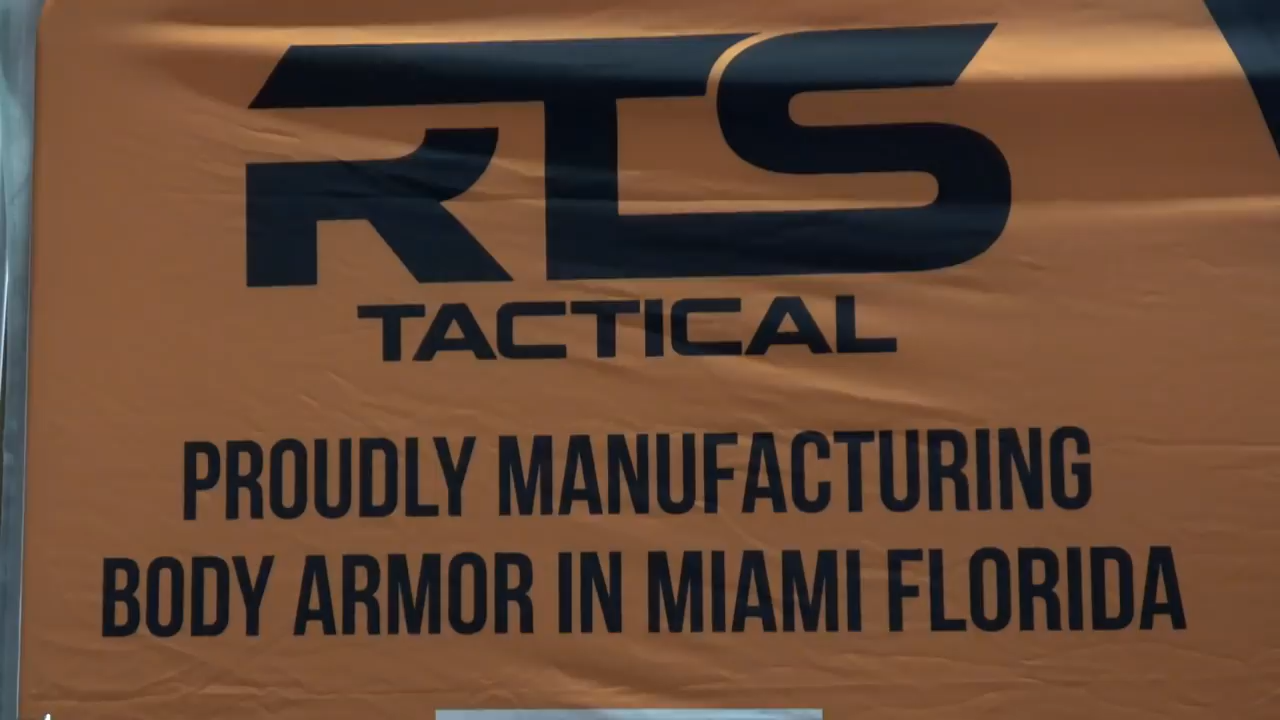 RTS
TACTICAL
PROUDLY MANUFACTURING
BODY ARMOR IN MIAMI FLORIDA